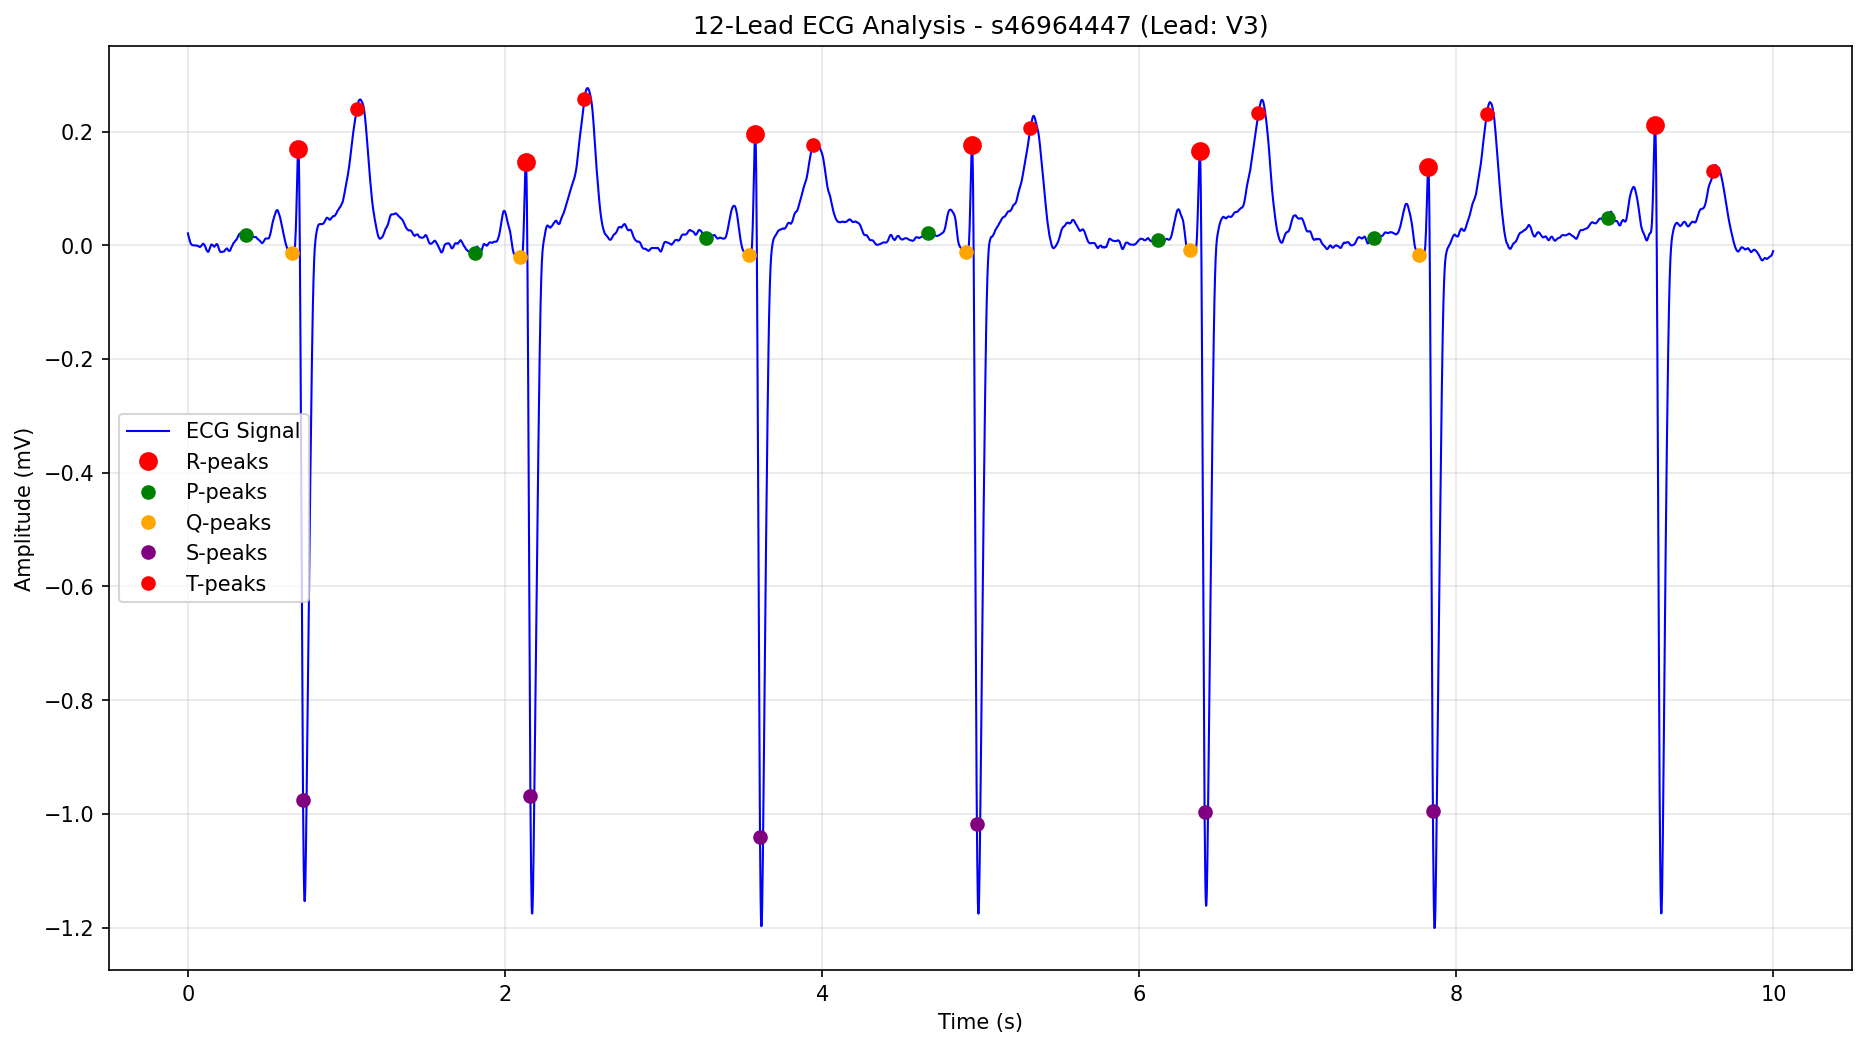 12-Lead ECG Analysis - s46964447 (Lead: V3)
Amplitude (mV)
0.2
0.0
−0.2
−0.4
−0.6
−0.8
−1.0
−1.2
ECG Signal
R-peaks
P-peaks
Q-peaks
S-peaks
T-peaks
0 2 4 6 8 10
Time (s)